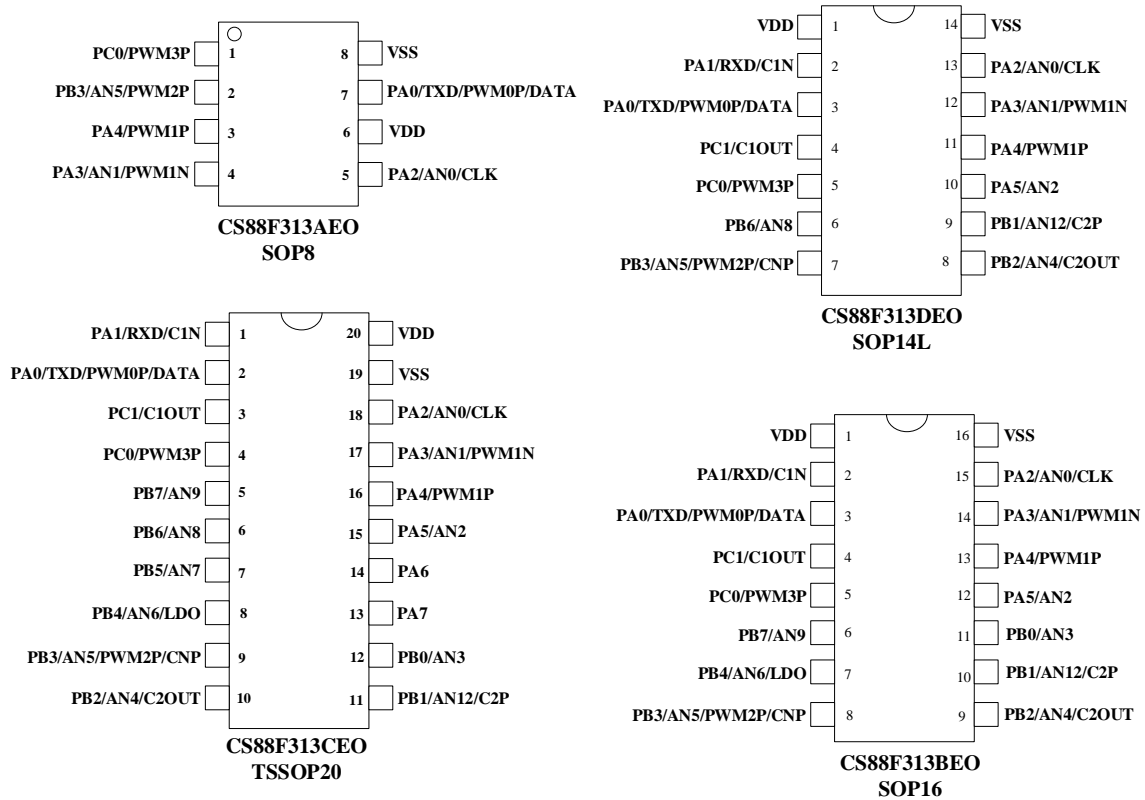 PC0/PWM3P 1 8 VSS
PB3/AN5/PWM2P 2 7 PA0/TXD/PWM0P/DATA
PA4/PWM1P 3 6 VDD
PA3/AN1/PWM1N 4 5 PA2/AN0/CLK
CS88F313AEO
SOP8
VDD 1 14 VSS
PA1/RXD/C1N 2 13 PA2/AN0/CLK
PA0/TXD/PWM0P/DATA 3 12 PA3/AN1/PWM1N
PC1/C1OUT 4 11 PA4/PWM1P
PC0/PWM3P 5 10 PA5/AN2
PB6/AN8 6 9 PB1/AN12/C2P
PB3/AN5/PWM2P/CNP 7 8 PB2/AN4/C2OUT
CS88F313DEO
SOP14L
PA1/RXD/C1N 1 20 VDD
PA0/TXD/PWM0P/DATA 2 19 VSS
PC1/C1OUT 3 18 PA2/AN0/CLK
PC0/PWM3P 4 17 PA3/AN1/PWM1N
PB7/AN9 5 16 PA4/PWM1P
PB6/AN8 6 15 PA5/AN2
PB5/AN7 7 14 PA6
PB4/AN6/LDO 8 13 PA7
PB3/AN5/PWM2P/CNP 9 12 PB0/AN3
PB2/AN4/C2OUT 10 11 PB1/AN12/C2P
CS88F313CEO
TSSOP20
VDD 1 16 VSS
PA1/RXD/C1N 2 15 PA2/AN0/CLK
PA0/TXD/PWM0P/DATA 3 14 PA3/AN1/PWM1N
PC1/C1OUT 4 13 PA4/PWM1P
PC0/PWM3P 5 12 PA5/AN2
PB7/AN9 6 11 PB0/AN3
PB4/AN6/LDO 7 10 PB1/AN12/C2P
PB3/AN5/PWM2P/CNP 8 9 PB2/AN4/C2OUT
CS88F313BEO
SOP16